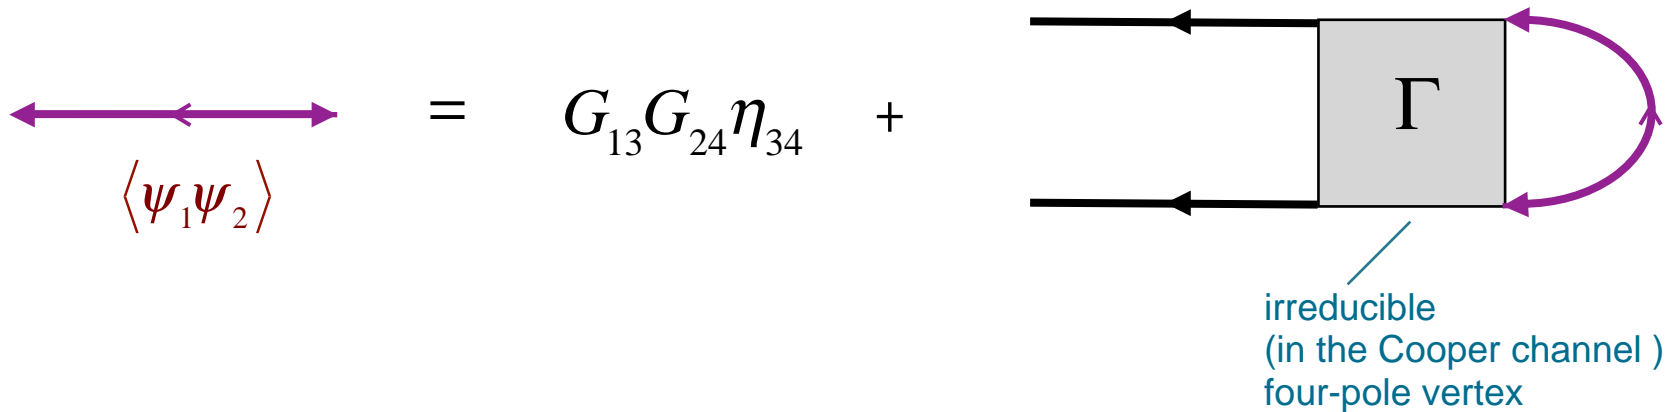 = G₁₃G₂₄η₃₄ + Γ
⟨ψ₁ψ₂⟩
irreducible
(in the Cooper channel )
four-pole vertex